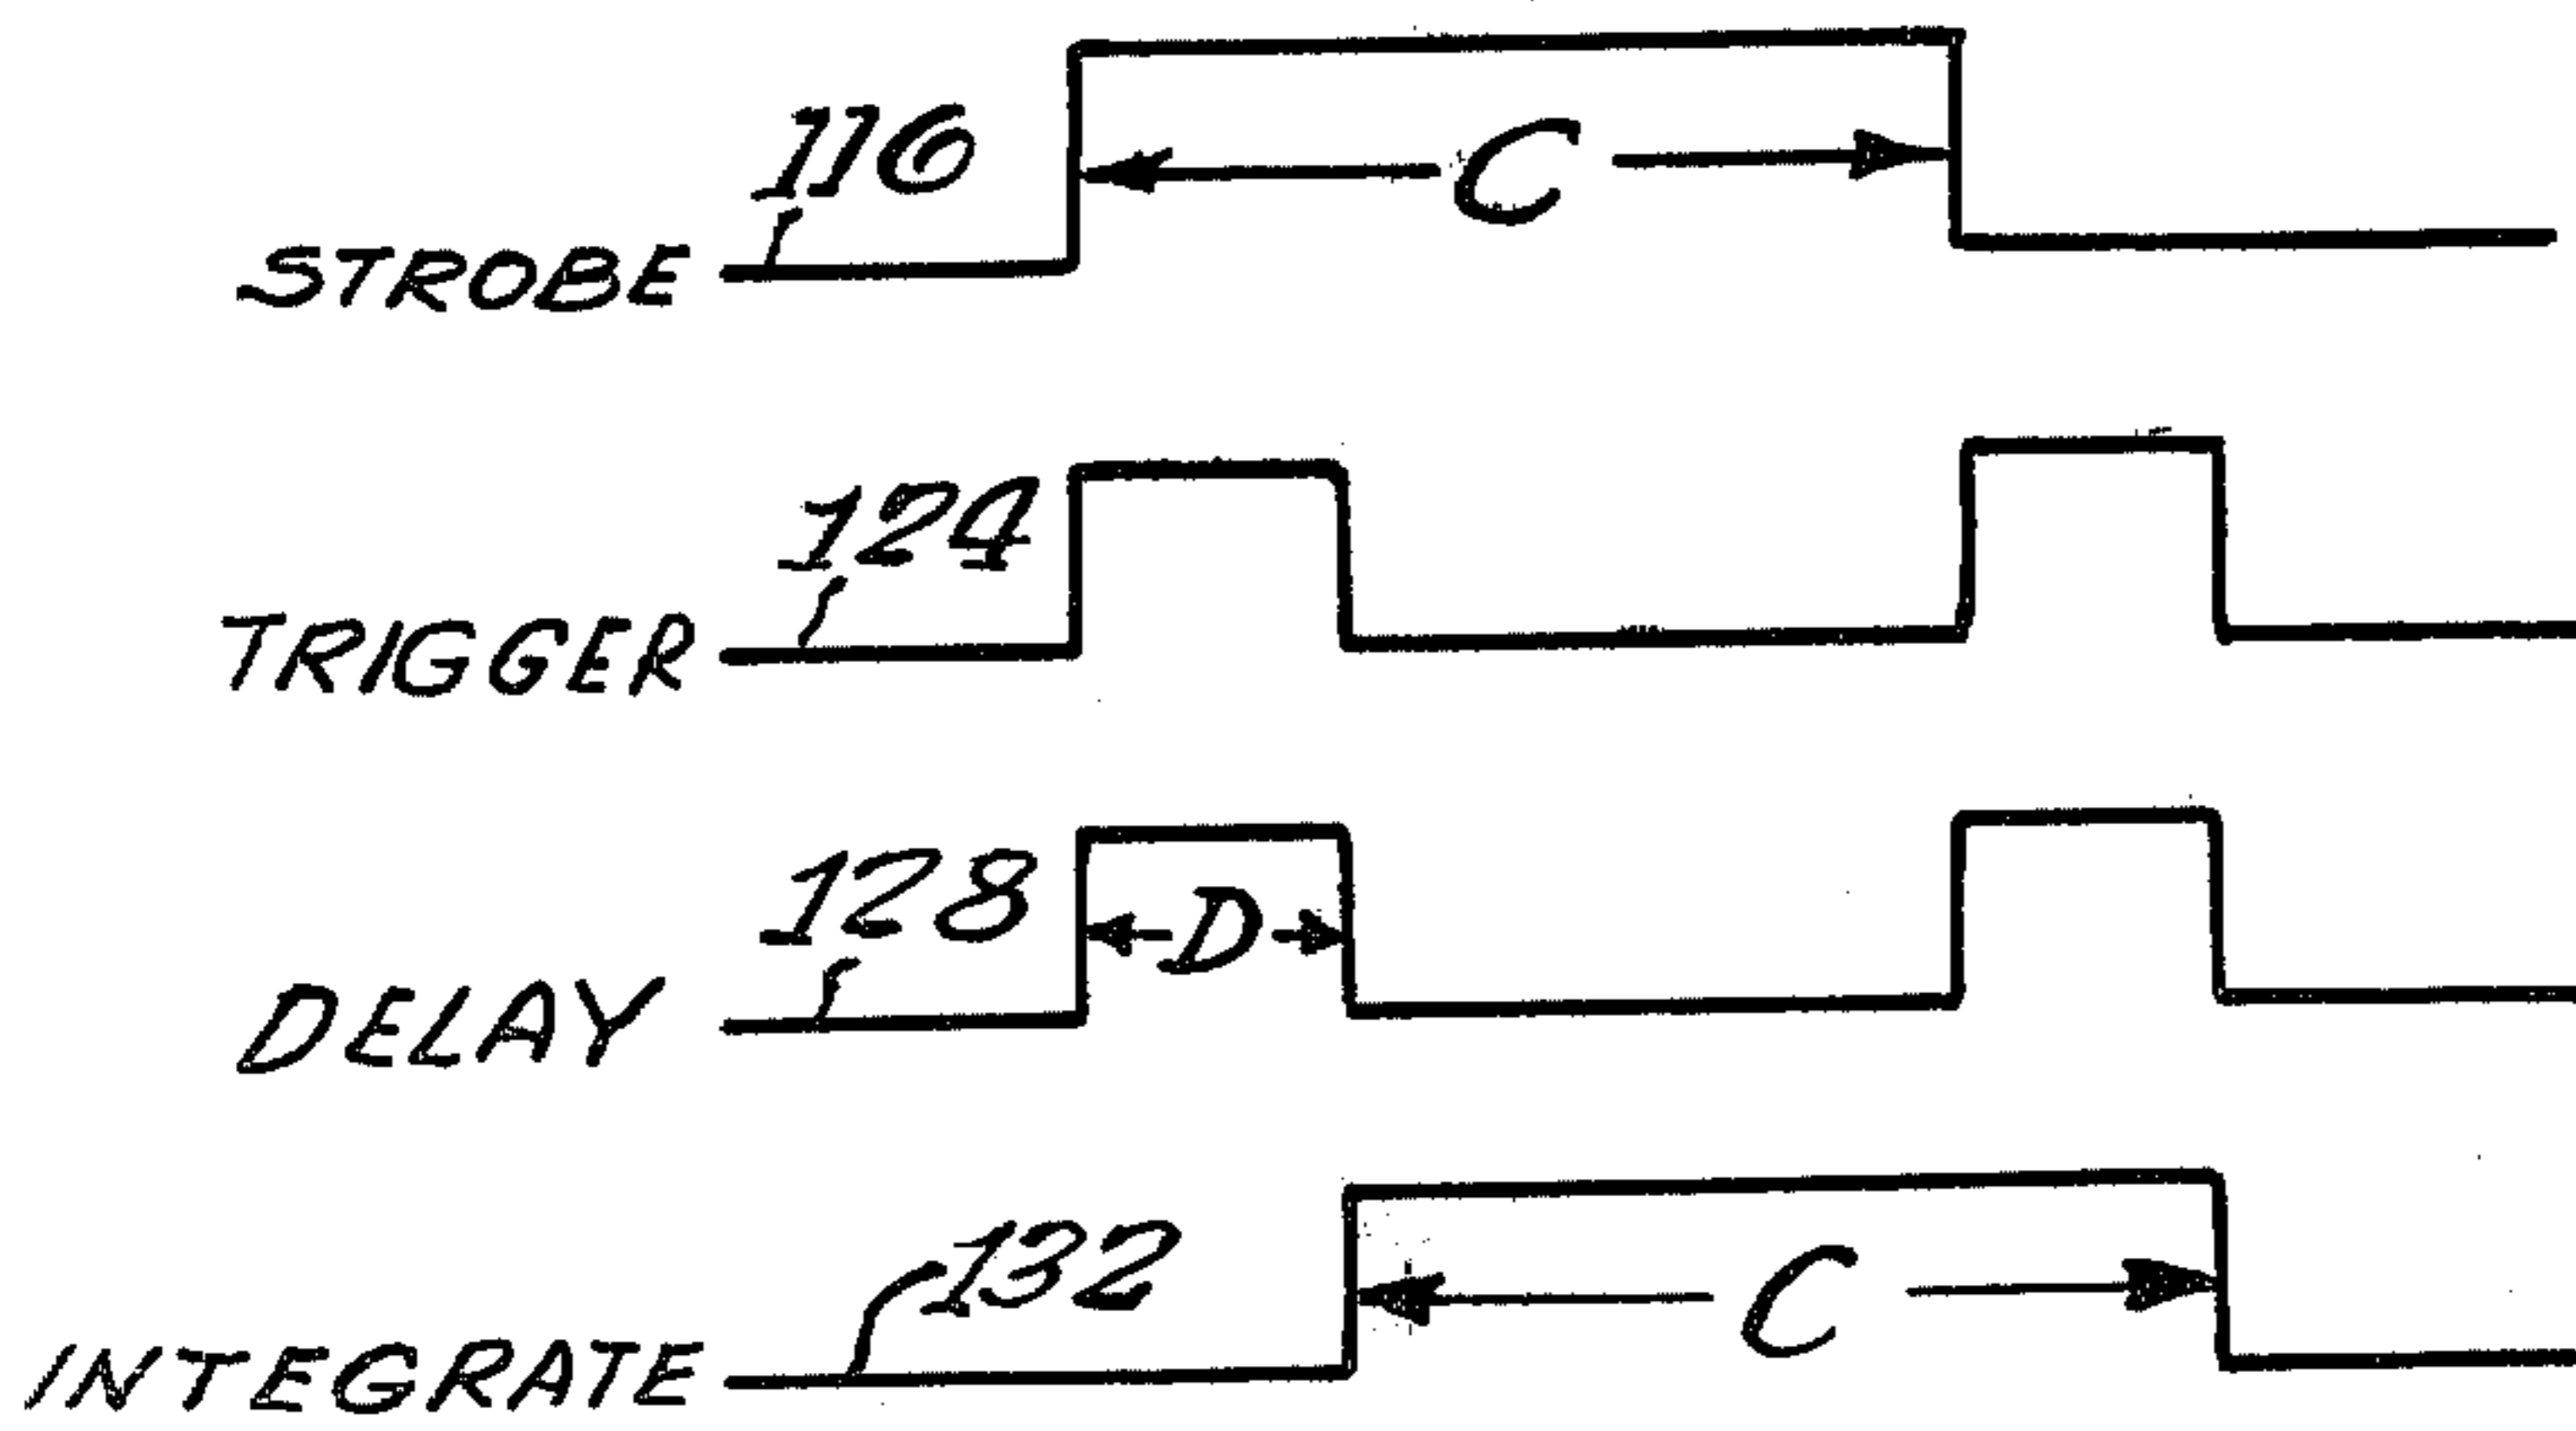 116
C
STROBE
124
TRIGGER
128
D
DELAY
132
C
INTEGRATE